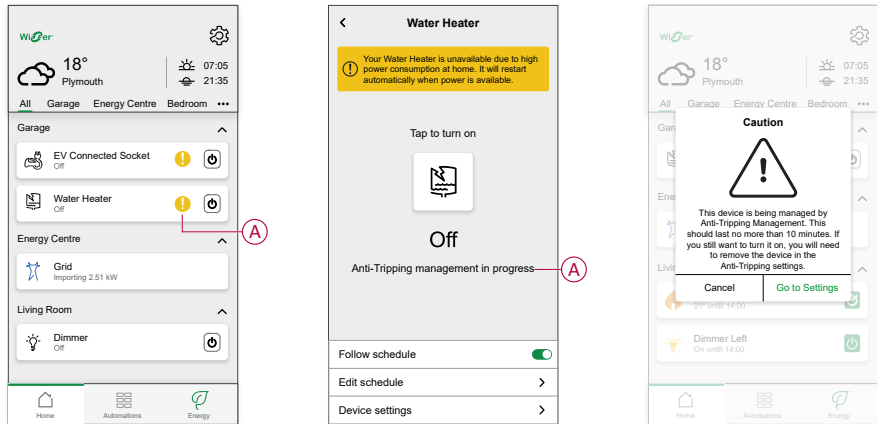 Wiser
18°
Plymouth
07:05
21:35
All Garage Energy Centre Bedroom •••
Garage
EV Connected Socket
Off
Water Heater
Off
A
Energy Centre
Grid
Importing 2.51 kW
Living Room
Dimmer
Off
Home Automations Energy
Water Heater
Your Water Heater is unavailable due to high
power consumption at home. It will restart
automatically when power is available.
Tap to turn on
Off
Anti-Tripping management in progress
A
Follow schedule
Edit schedule
Device settings
Wiser
18°
Plymouth
07:05
21:35
All Garage Energy Centre Bedroom •••
Caution
This device is being managed by
Anti-Tripping Management. This
should last no more than 10 minutes. If
you still want to turn it on, you will need
to remove the device in the
Anti-Tripping settings.
Cancel Go to Settings
21° untill 14:00
Dimmer Left
On untill 14:00
Home Automations Energy